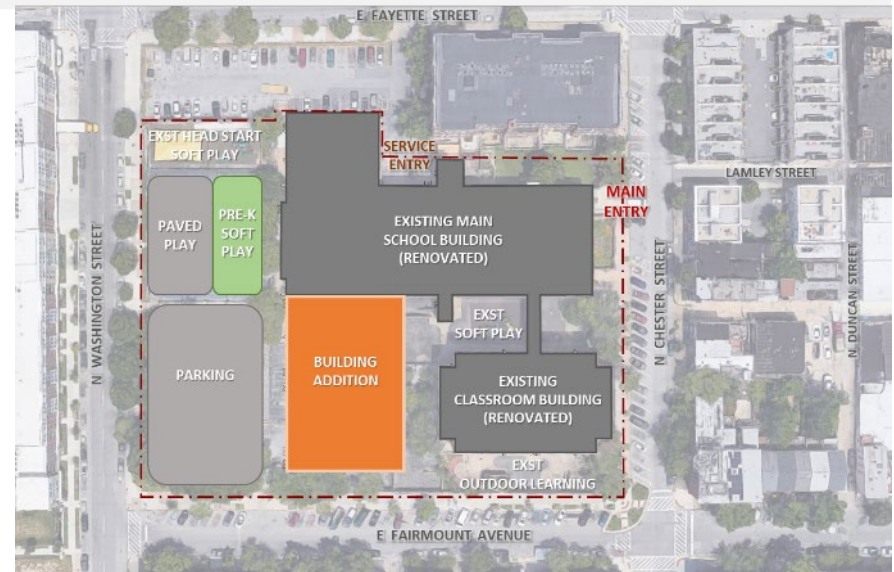 E FAYETTE STREET
EXST HEAD START
SOFT PLAY
SERVICE
ENTRY
LAMLEY STREET
MAIN
ENTRY
PAVED
PLAY
PRE-K
SOFT
PLAY
EXISTING MAIN
SCHOOL BUILDING
(RENOVATED)
N WASHINGTON STREET
N CHESTER STREET
N DUNCAN STREET
EXST
SOFT PLAY
PARKING
BUILDING
ADDITION
EXISTING
CLASSROOM BUILDING
(RENOVATED)
EXST
OUTDOOR LEARNING
E FAIRMOUNT AVENUE